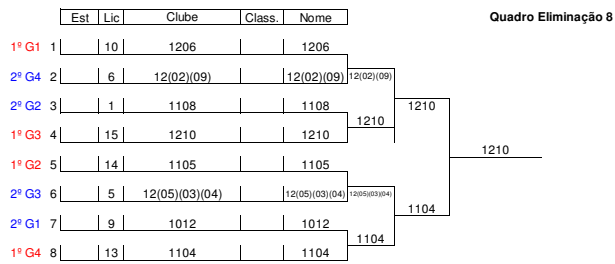 Est Lic Clube Class. Nome Quadro Eliminação 8
1º G1 1 10 1206 1206
2º G4 2 6 12(02)(09) 12(02)(09) 12(02)(09)
2º G2 3 1 1108 1108 1210
1210
1º G3 4 15 1210 1210
1210
1º G2 5 14 1105 1105
2º G3 6 5 12(05)(03)(04) 12(05)(03)(04) 12(05)(03)(04)
1104
2º G1 7 9 1012 1012
1104
1º G4 8 13 1104 1104